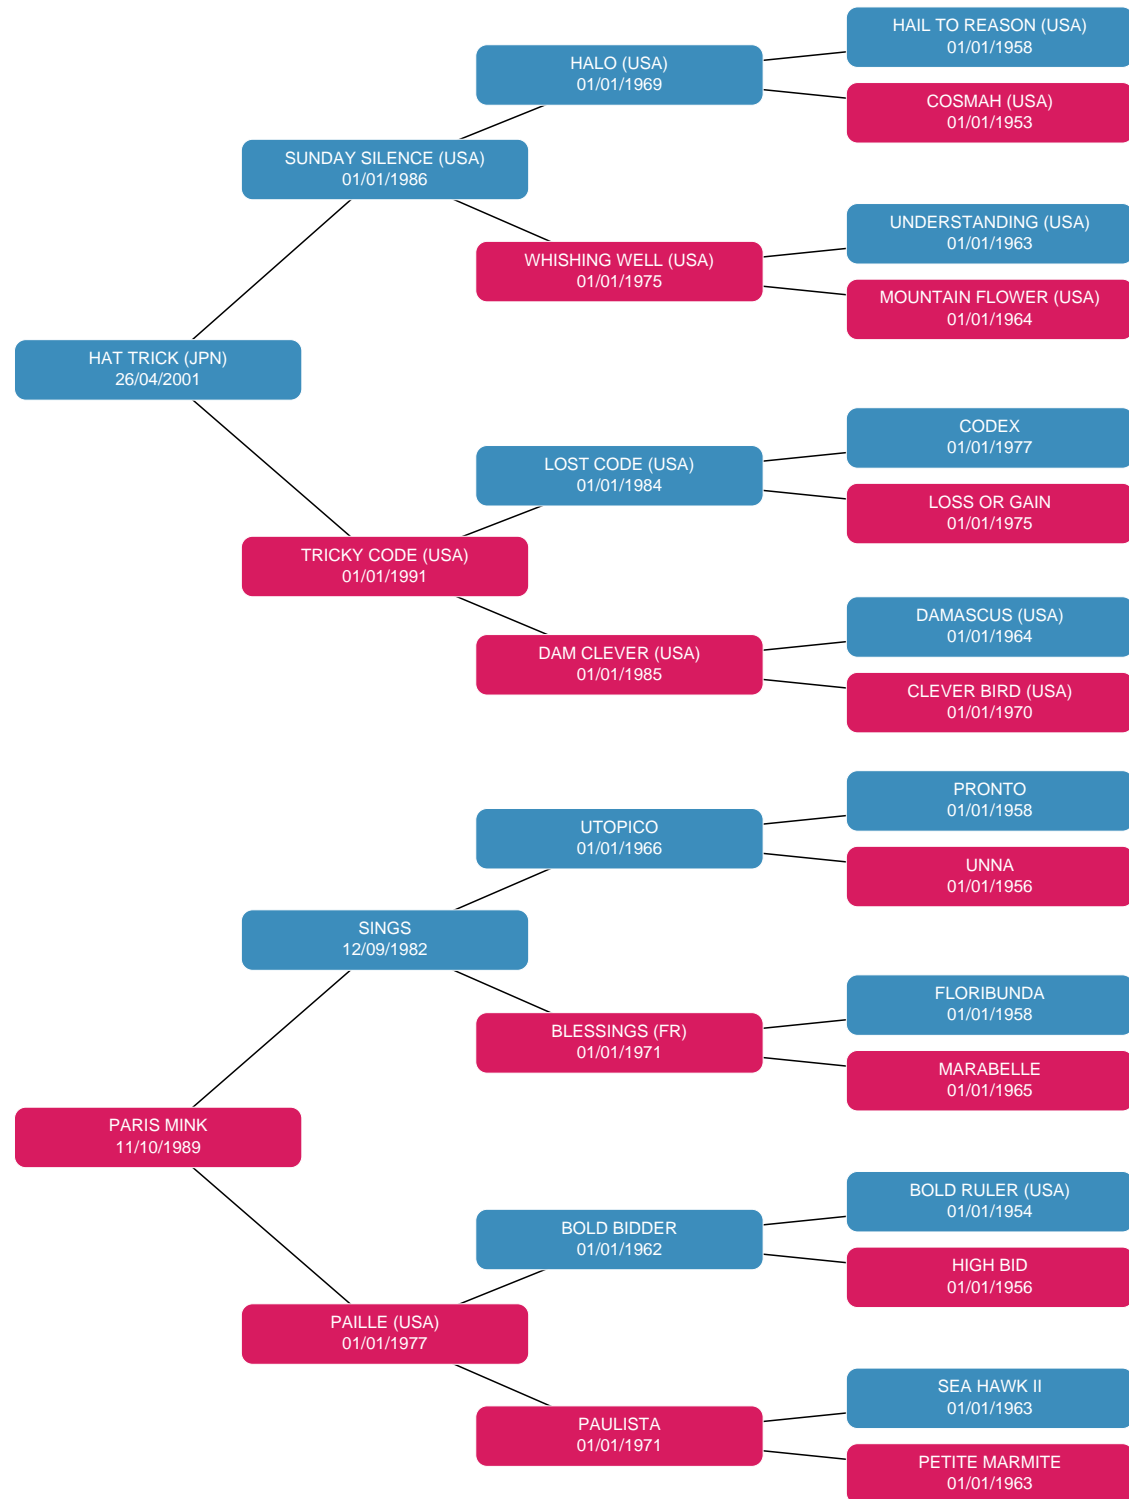 HAIL TO REASON (USA)
01/01/1958
HALO (USA)
01/01/1969
COSMAH (USA)
01/01/1953
SUNDAY SILENCE (USA)
01/01/1986
UNDERSTANDING (USA)
01/01/1963
WHISHING WELL (USA)
01/01/1975
MOUNTAIN FLOWER (USA)
01/01/1964
HAT TRICK (JPN)
26/04/2001
CODEX
01/01/1977
LOST CODE (USA)
01/01/1984
LOSS OR GAIN
01/01/1975
TRICKY CODE (USA)
01/01/1991
DAMASCUS (USA)
01/01/1964
DAM CLEVER (USA)
01/01/1985
CLEVER BIRD (USA)
01/01/1970
PRONTO
01/01/1958
UTOPICO
01/01/1966
UNNA
01/01/1956
SINGS
12/09/1982
FLORIBUNDA
01/01/1958
BLESSINGS (FR)
01/01/1971
MARABELLE
01/01/1965
PARIS MINK
11/10/1989
BOLD RULER (USA)
01/01/1954
BOLD BIDDER
01/01/1962
HIGH BID
01/01/1956
PAILLE (USA)
01/01/1977
SEA HAWK II
01/01/1963
PAULISTA
01/01/1971
PETITE MARMITE
01/01/1963